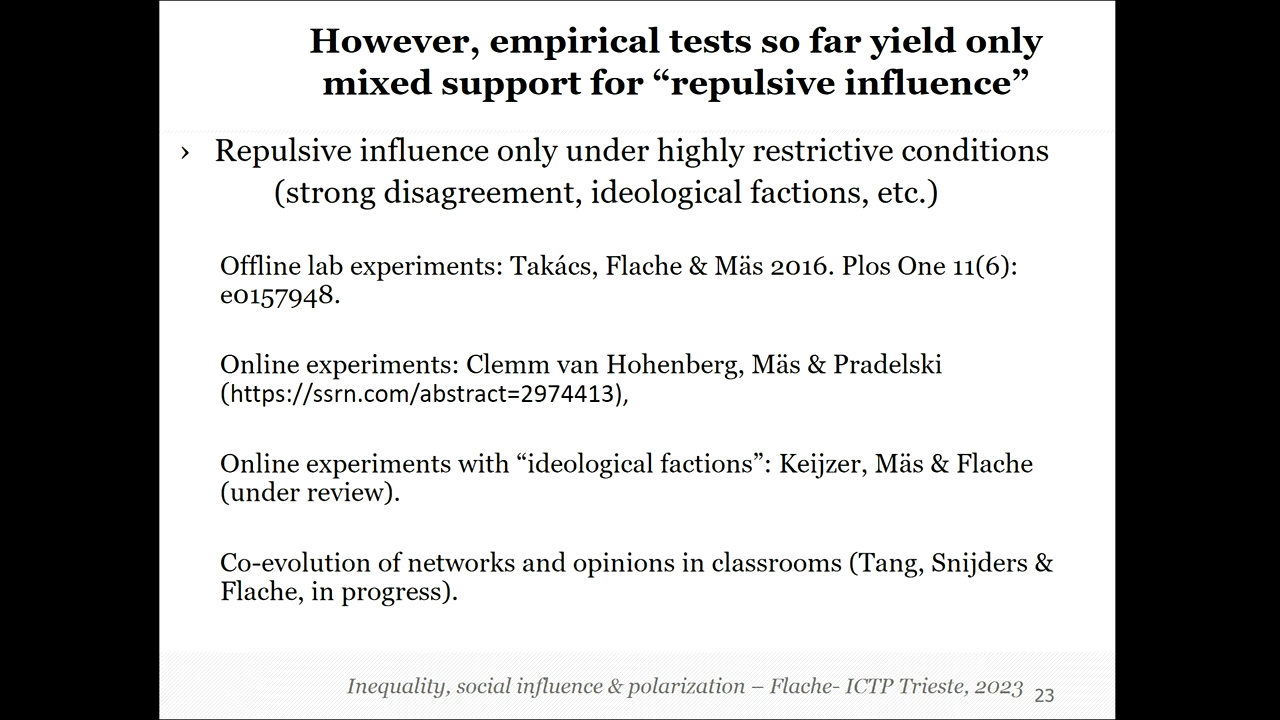 However, empirical tests so far yield only
mixed support for “repulsive influence”
› Repulsive influence only under highly restrictive conditions
(strong disagreement, ideological factions, etc.)
Offline lab experiments: Takács, Flache & Mäs 2016. Plos One 11(6):
e0157948.
Online experiments: Clemm van Hohenberg, Mäs & Pradelski
(https://ssrn.com/abstract=2974413),
Online experiments with “ideological factions”: Keijzer, Mäs & Flache
(under review).
Co-evolution of networks and opinions in classrooms (Tang, Snijders &
Flache, in progress).
Inequality, social influence & polarization – Flache- ICTP Trieste, 2023 23